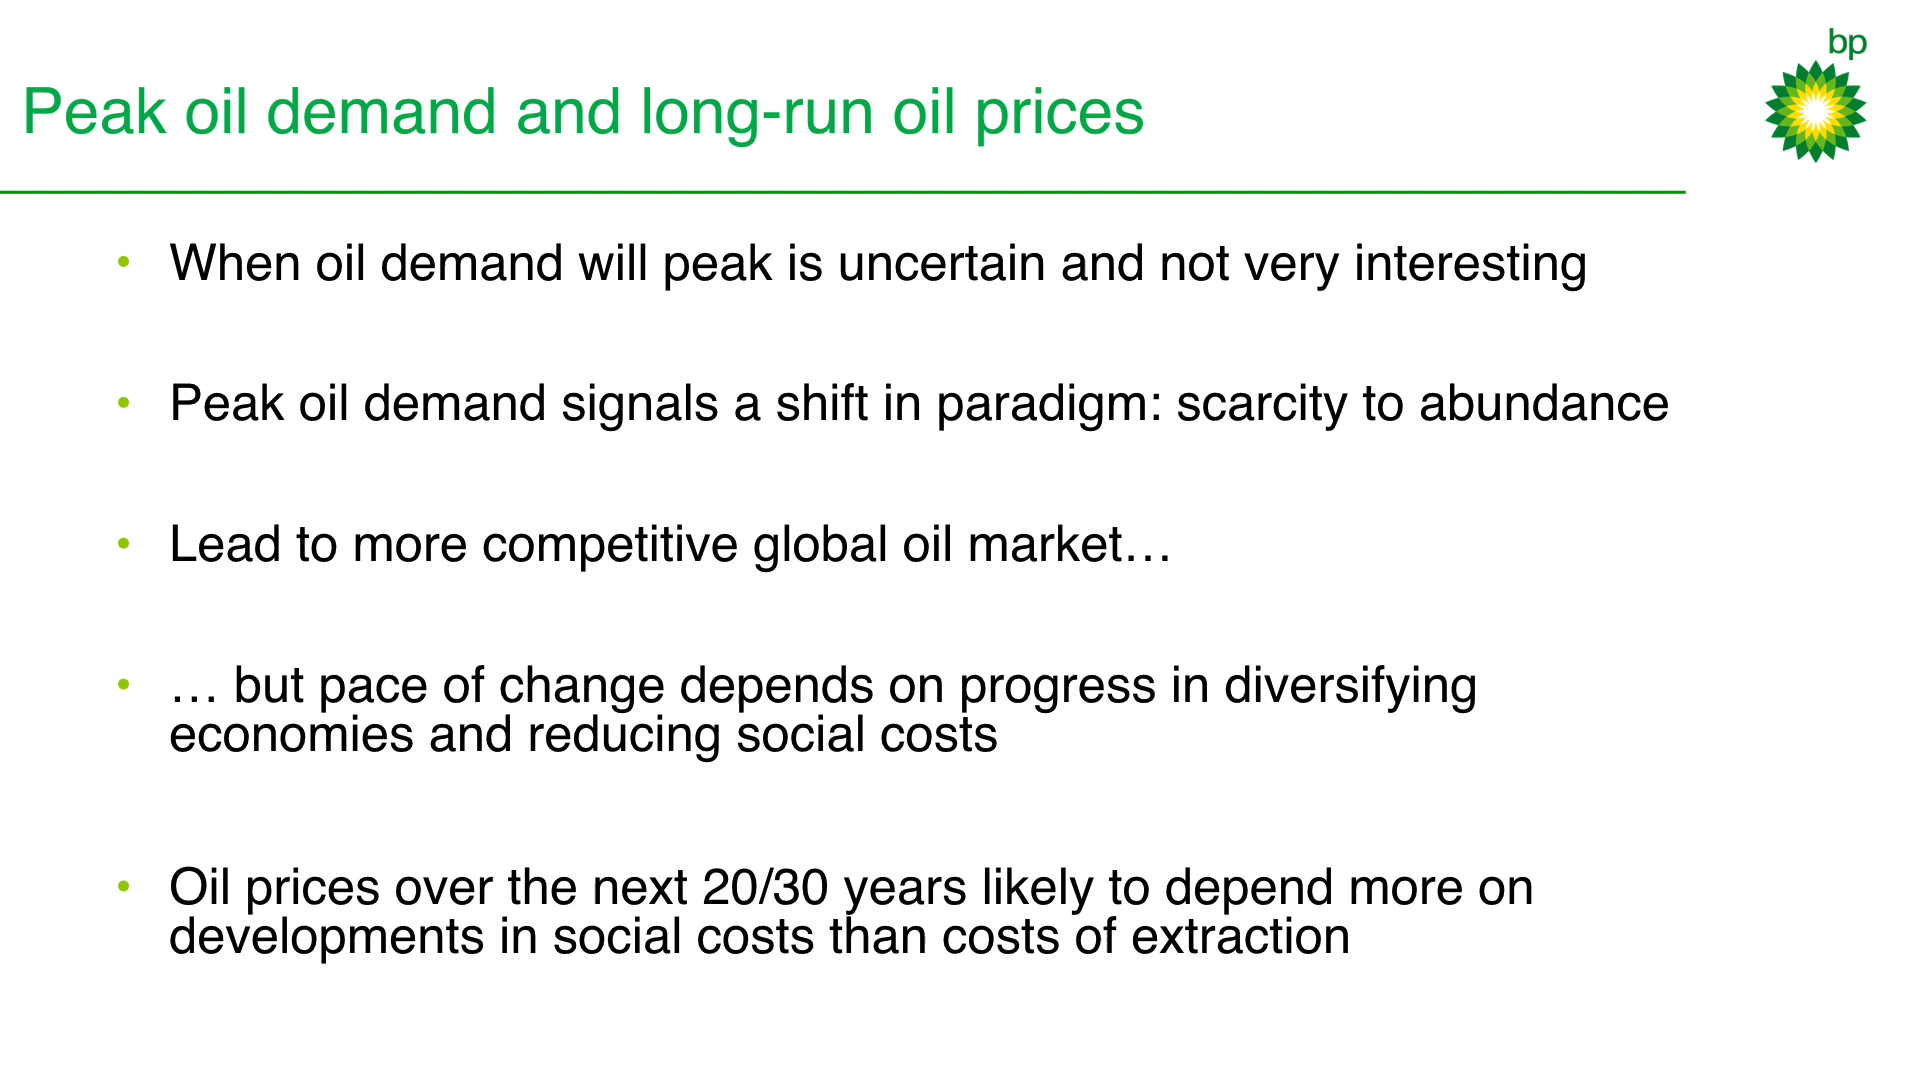 bp
Peak oil demand and long-run oil prices
• When oil demand will peak is uncertain and not very interesting
• Peak oil demand signals a shift in paradigm: scarcity to abundance
• Lead to more competitive global oil market…
• … but pace of change depends on progress in diversifying
economies and reducing social costs
• Oil prices over the next 20/30 years likely to depend more on
developments in social costs than costs of extraction